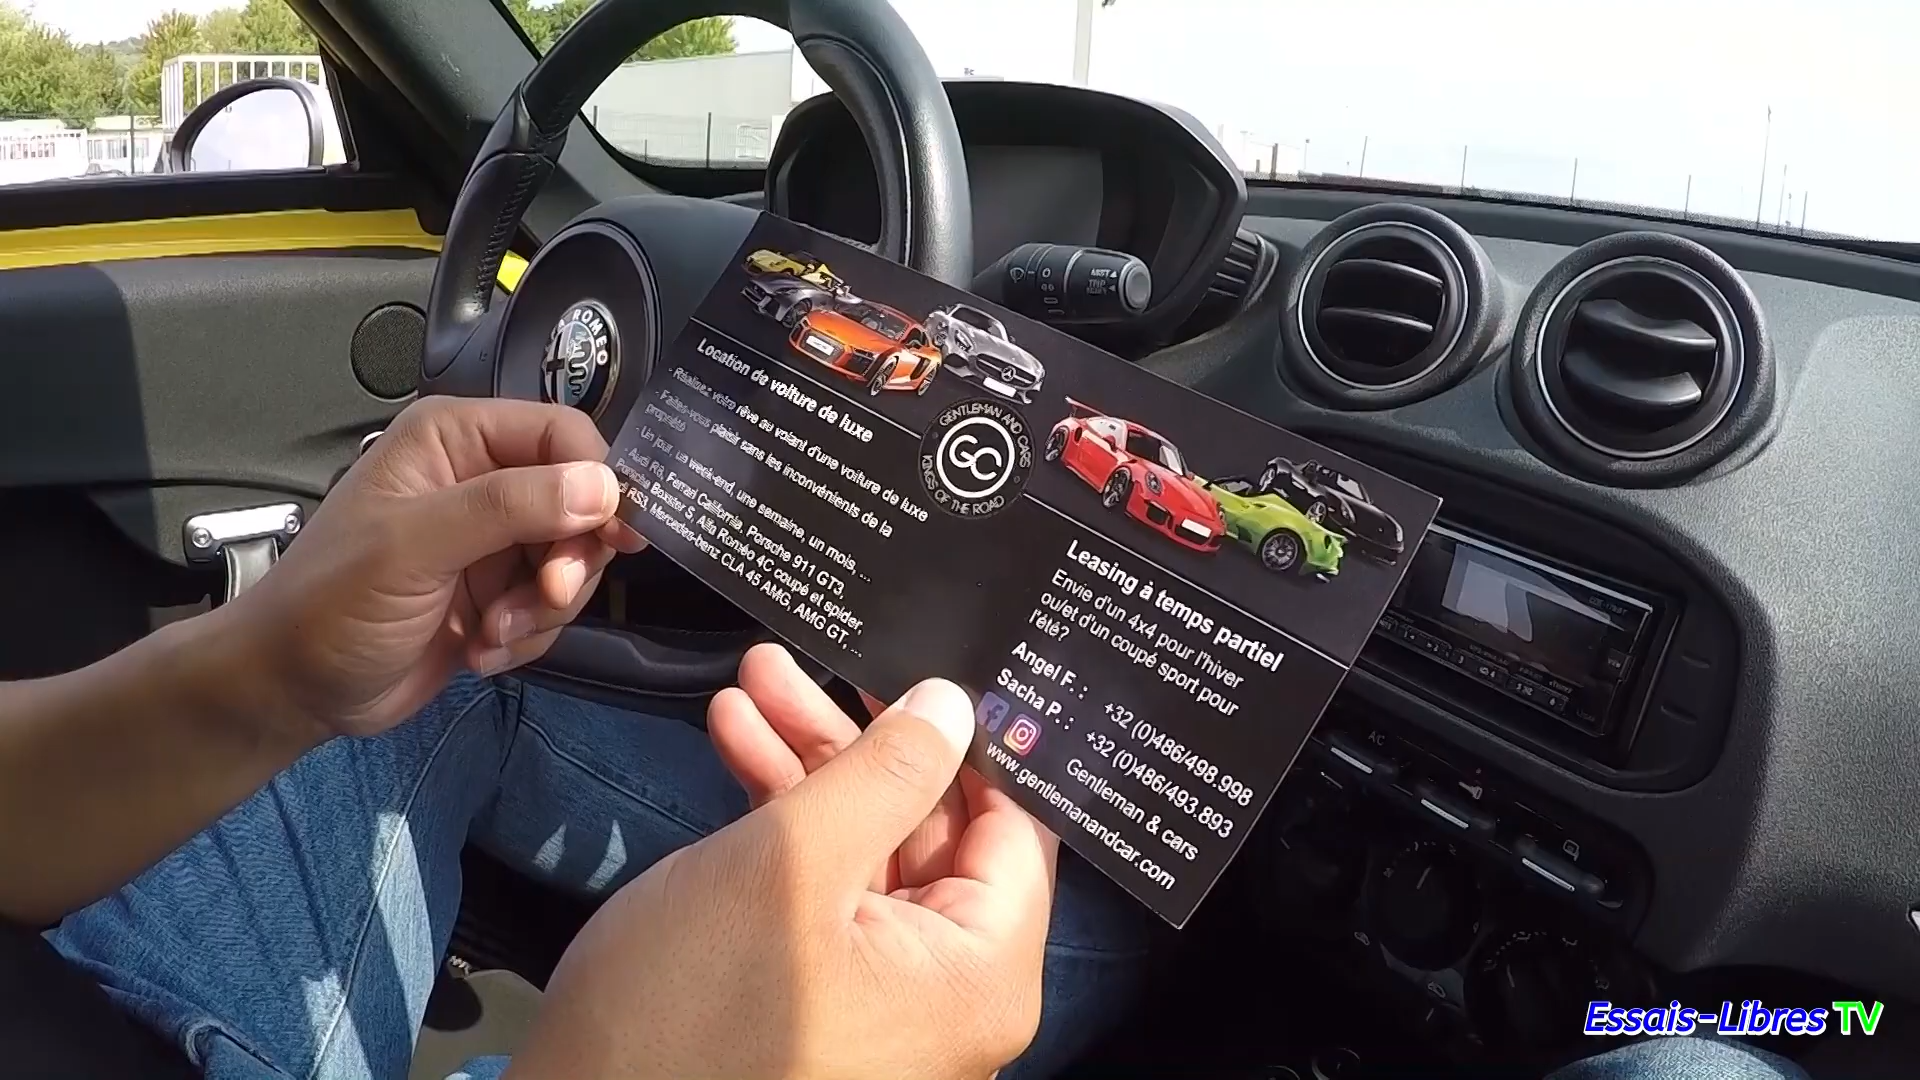 ROMEO
MIST
TRIP
Location de voiture de luxe
- Réalisez votre rêve au volant d'une voiture de luxe
- Faites-vous plaisir sans les inconvénients de la
propriété
- Un jour, un week-end, une semaine, un mois, ...
- Audi R8, Ferrari California, Porsche 911 GT3,
Porsche Boxster S, Alfa Roméo 4C coupé et spider,
RS3, Mercedes-benz CLA 45 AMG, AMG GT, ...
GENTLEMAN AND CARS
GC
KINGS OF THE ROAD
Leasing à temps partiel
Envie d'un 4x4 pour l'hiver
ou/et d'un coupé sport pour
l'été?
Angel F. : +32 (0)486/498.998
Sacha P. : +32 (0)486/493.893
Gentleman & cars
www.gentlemanandcar.com
AC
Essais-Libres TV